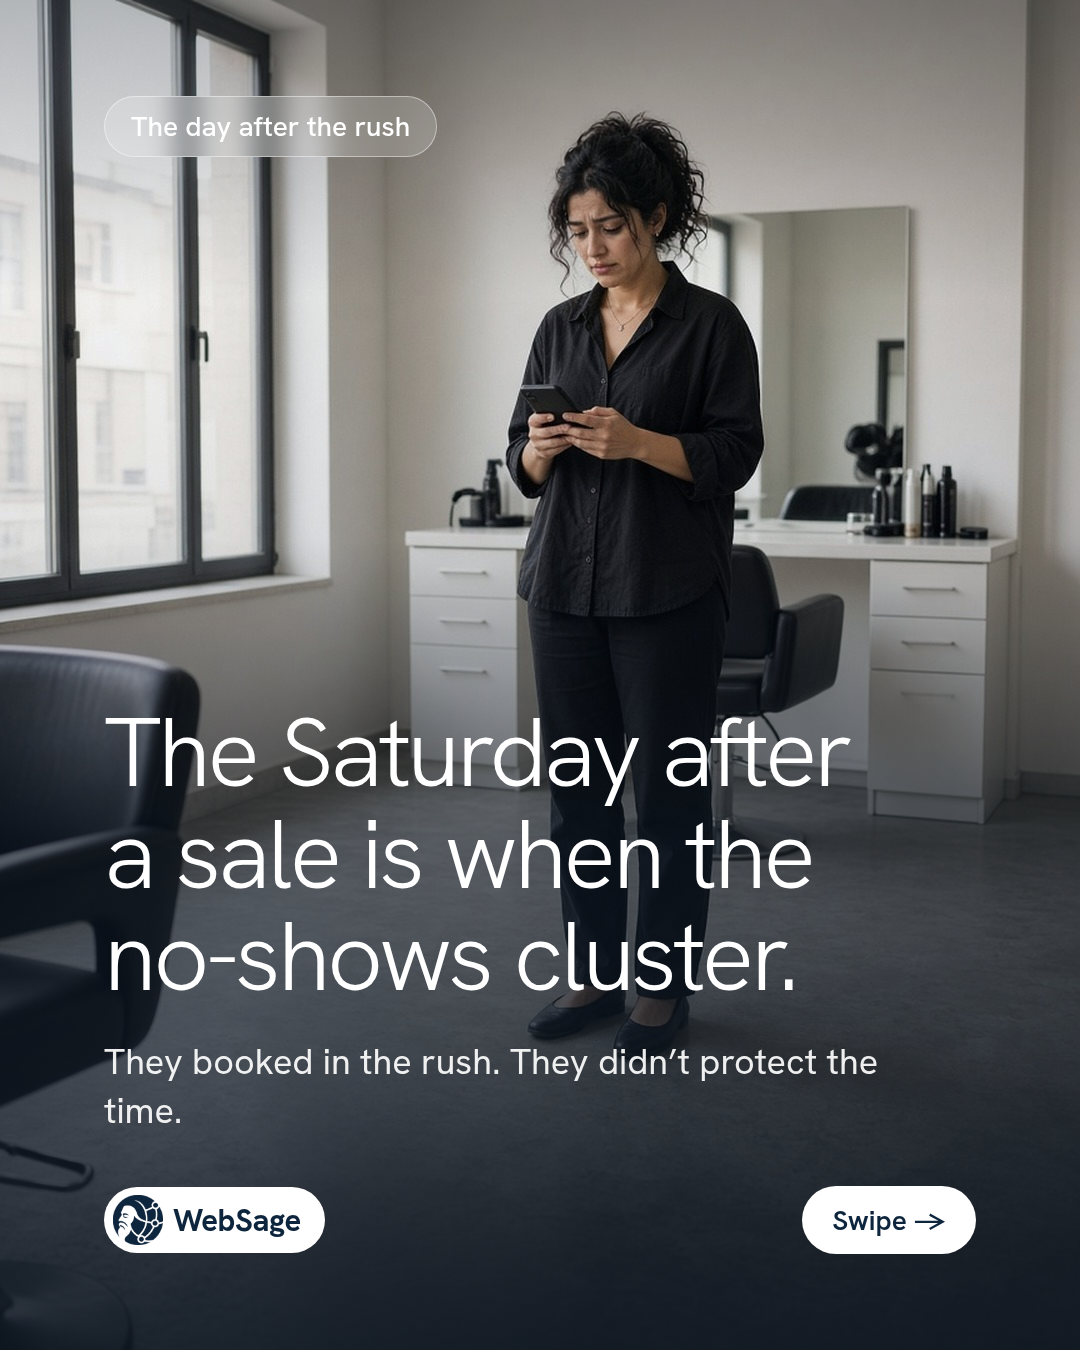 The day after the rush
The Saturday after
a sale is when the
no-shows cluster.
They booked in the rush. They didn’t protect the
time.
WebSage
Swipe →